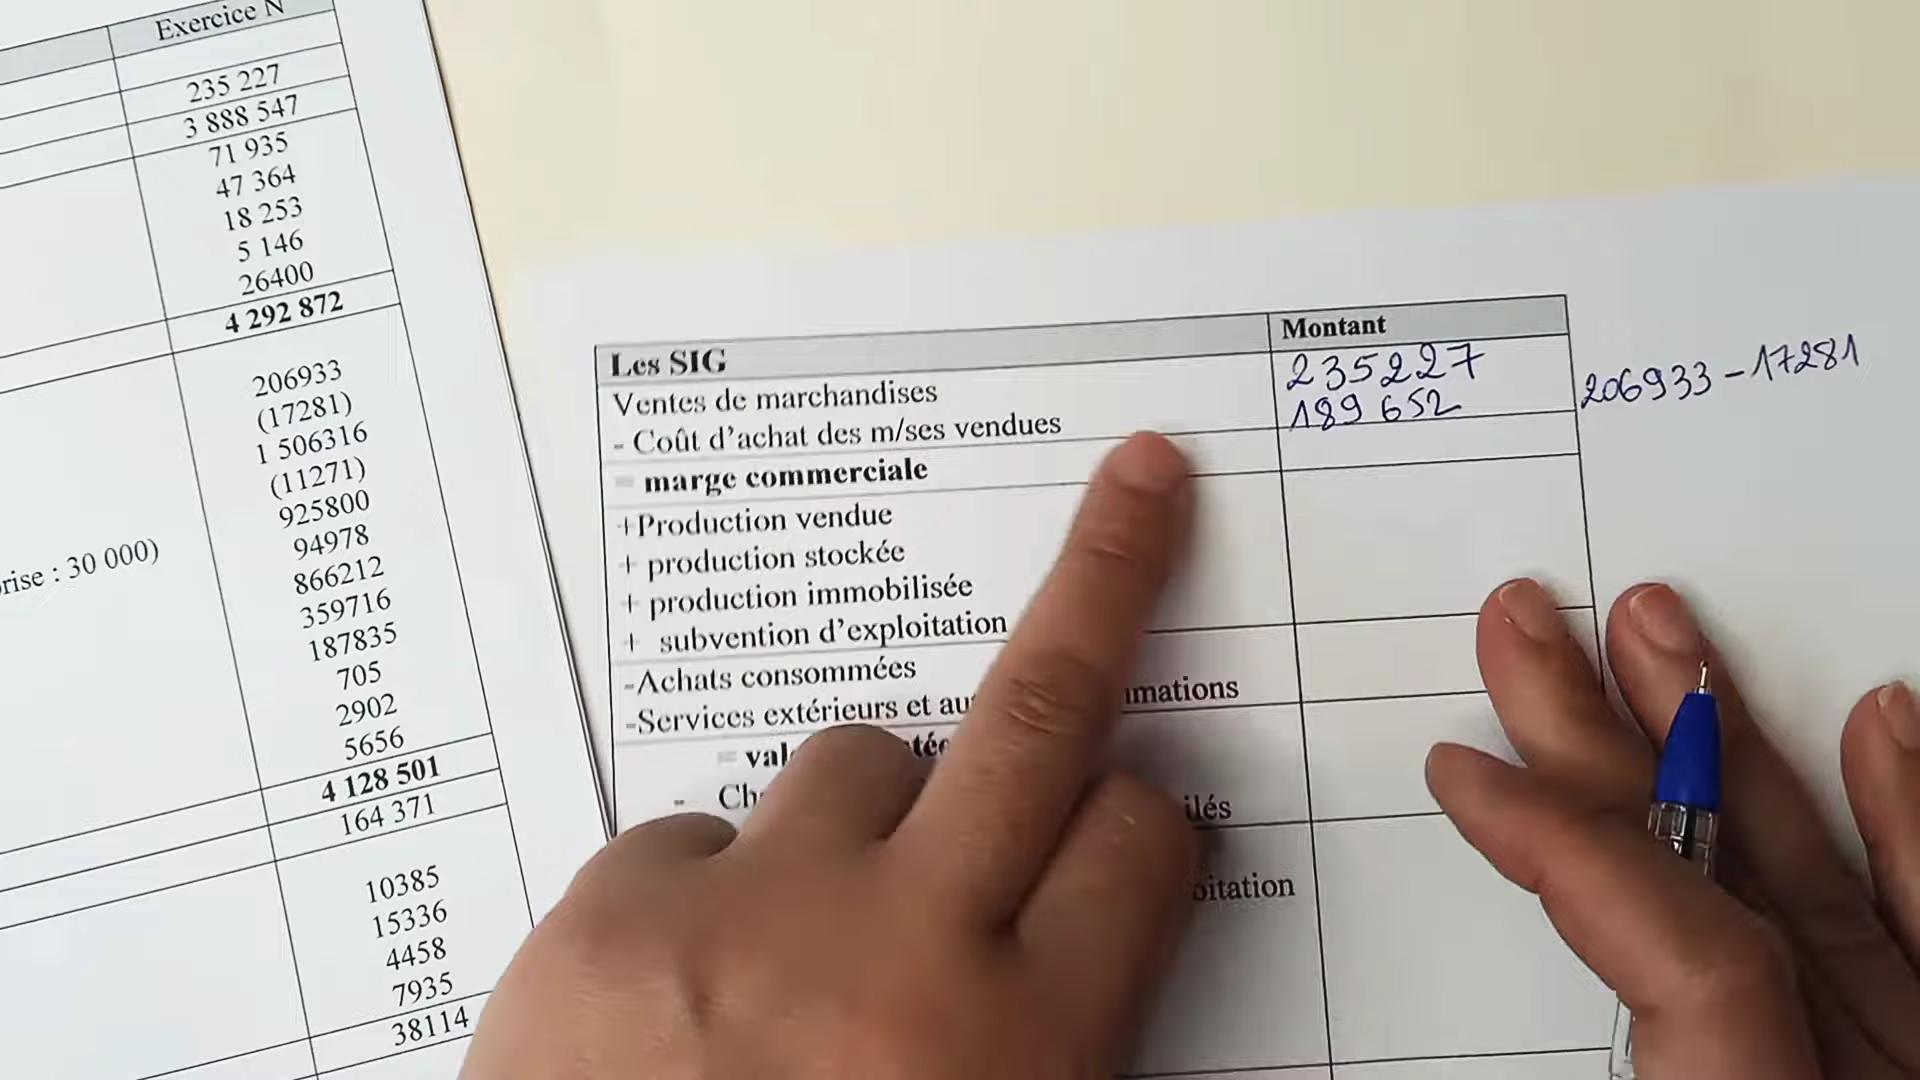 Exercice N
235 227
3 888 547
71 935
47 364
18 253
5 146
26400
4 292 872
206933
(17281)
1 506316
(11271)
925800
94978
rise : 30 000)
866212
359716
187835
705
2902
5656
4 128 501
164 371
10385
15336
4458
7935
38114
Les SIG Montant
Ventes de marchandises 235227
- Coût d'achat des m/ses vendues 189 652 206933 - 17281
= marge commerciale
+Production vendue
+ production stockée
+ production immobilisée
+ subvention d'exploitation
-Achats consommées
-Services extérieurs et au mations
= val tée
- Ch ilés
oitation